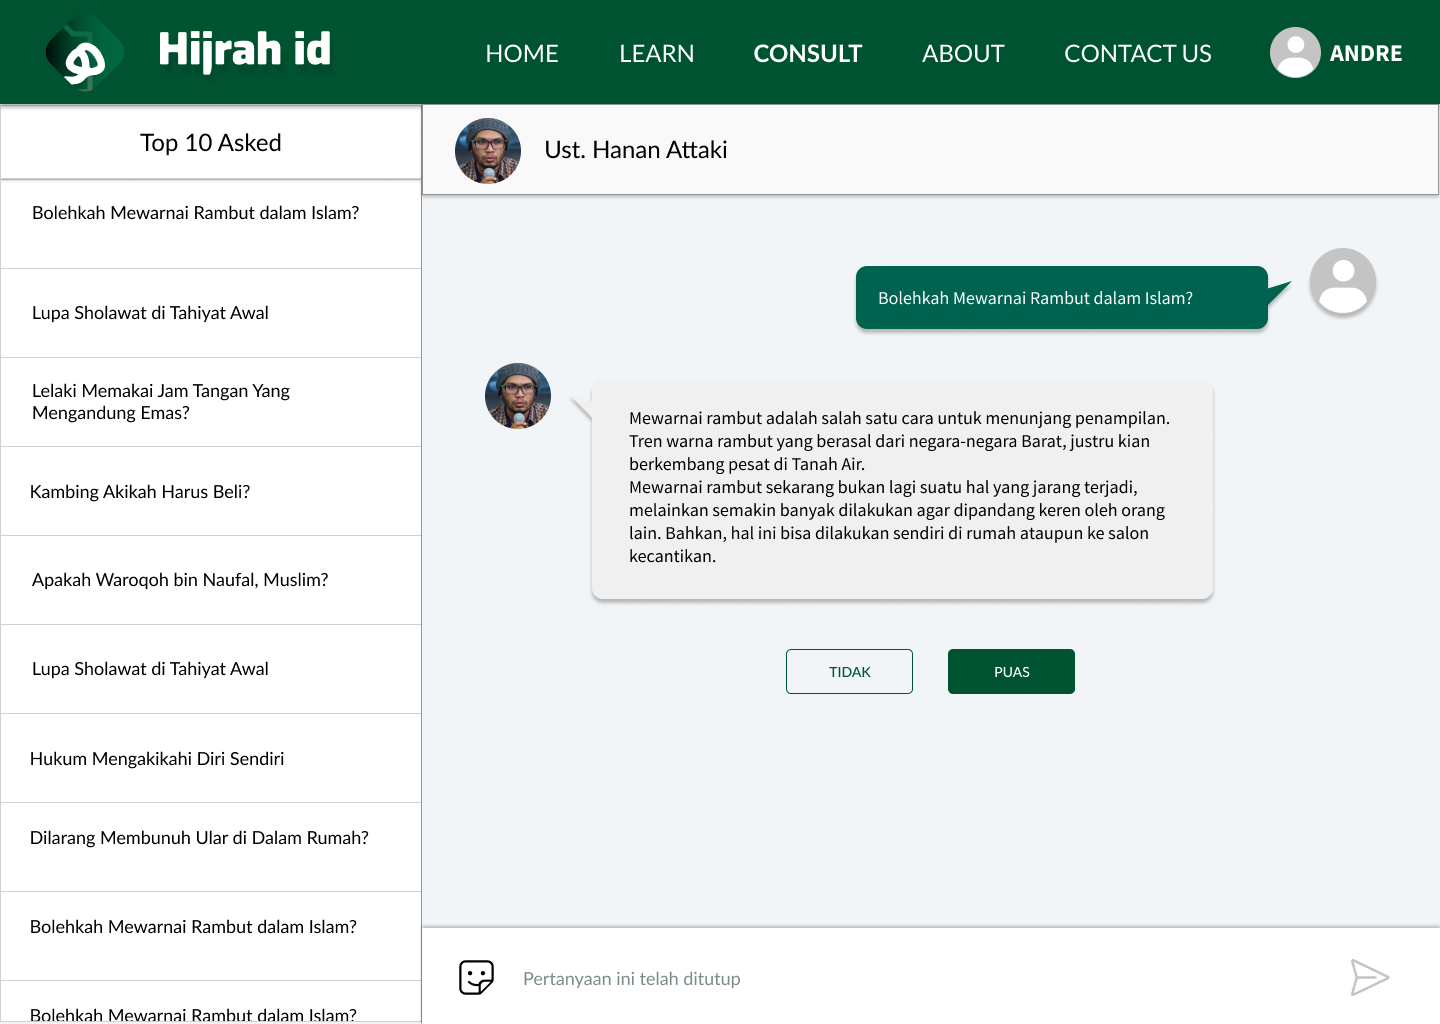 Hijrah id
HOME
LEARN
CONSULT
ABOUT
CONTACT US
ANDRE
Top 10 Asked
Bolehkah Mewarnai Rambut dalam Islam?
Lupa Sholawat di Tahiyat Awal
Lelaki Memakai Jam Tangan Yang
Mengandung Emas?
Kambing Akikah Harus Beli?
Apakah Waroqoh bin Naufal, Muslim?
Lupa Sholawat di Tahiyat Awal
Hukum Mengakikahi Diri Sendiri
Dilarang Membunuh Ular di Dalam Rumah?
Bolehkah Mewarnai Rambut dalam Islam?
Bolehkah Mewarnai Rambut dalam Islam?
Ust. Hanan Attaki
Bolehkah Mewarnai Rambut dalam Islam?
Mewarnai rambut adalah salah satu cara untuk menunjang penampilan.
Tren warna rambut yang berasal dari negara-negara Barat, justru kian
berkembang pesat di Tanah Air.
Mewarnai rambut sekarang bukan lagi suatu hal yang jarang terjadi,
melainkan semakin banyak dilakukan agar dipandang keren oleh orang
lain. Bahkan, hal ini bisa dilakukan sendiri di rumah ataupun ke salon
kecantikan.
TIDAK
PUAS
Pertanyaan ini telah ditutup